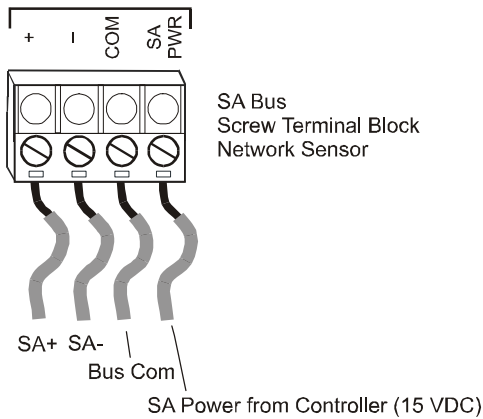 + – COM SA PWR
SA Bus
Screw Terminal Block
Network Sensor
SA+ SA-
Bus Com
SA Power from Controller (15 VDC)